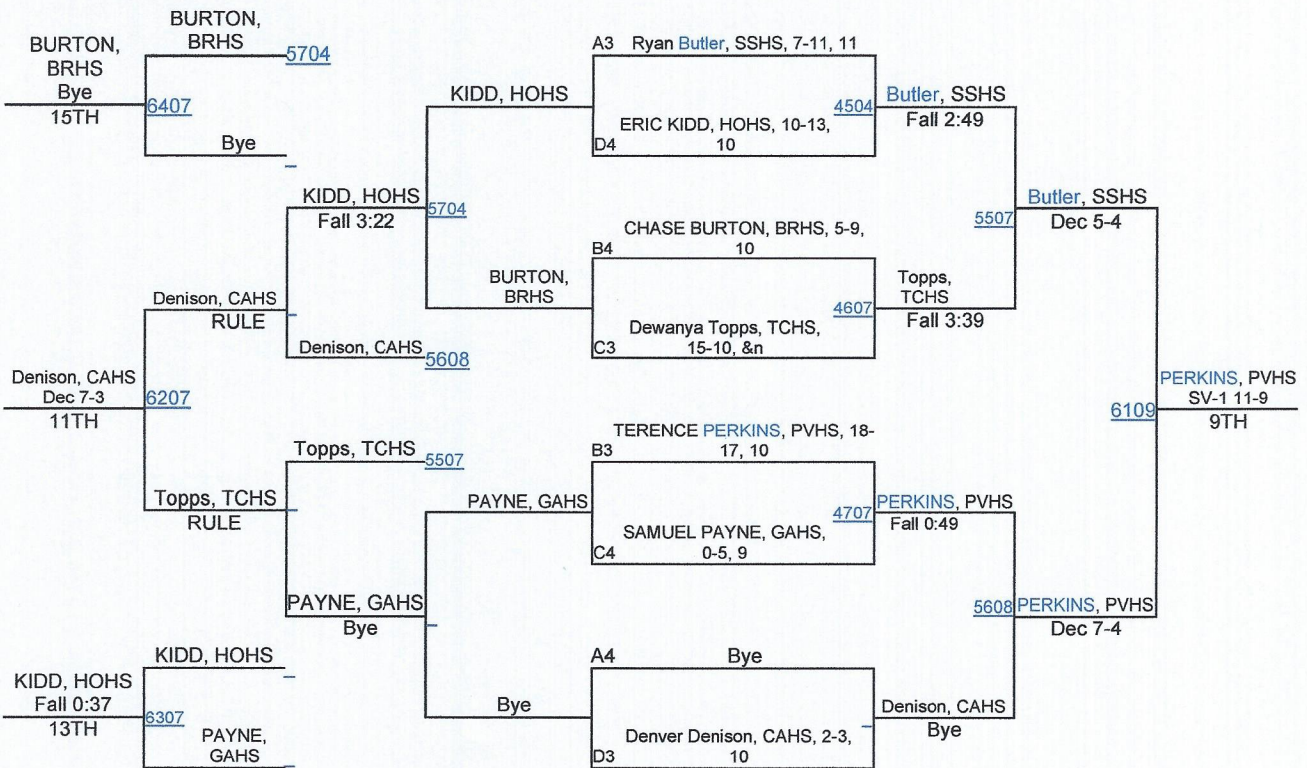 BURTON,
BRHS
5704
BURTON,
BRHS
Bye
15TH
6407
Bye
KIDD, HOHS
Fall 3:22
5704
Denison, CAHS
RULE
Denison, CAHS
5608
Denison, CAHS
Dec 7-3
11TH
6207
Topps, TCHS
5507
Topps, TCHS
RULE
PAYNE, GAHS
Bye
KIDD, HOHS
KIDD, HOHS
Fall 0:37
13TH
6307
PAYNE,
GAHS
KIDD, HOHS
BURTON,
BRHS
PAYNE, GAHS
Bye
A3 Ryan Butler, SSHS, 7-11, 11
4504
ERIC KIDD, HOHS, 10-13,
10
D4
CHASE BURTON, BRHS, 5-9,
10
B4
4607
Dewanya Topps, TCHS,
15-10, &n
C3
TERENCE PERKINS, PVHS, 18-
17, 10
B3
4707
SAMUEL PAYNE, GAHS,
0-5, 9
C4
A4 Bye
Denver Denison, CAHS, 2-3,
10
D3
Butler, SSHS
Fall 2:49
Topps,
TCHS
Fall 3:39
5507
Butler, SSHS
Dec 5-4
PERKINS, PVHS
Fall 0:49
Denison, CAHS
Bye
5608
PERKINS, PVHS
Dec 7-4
6109
PERKINS, PVHS
SV-1 11-9
9TH